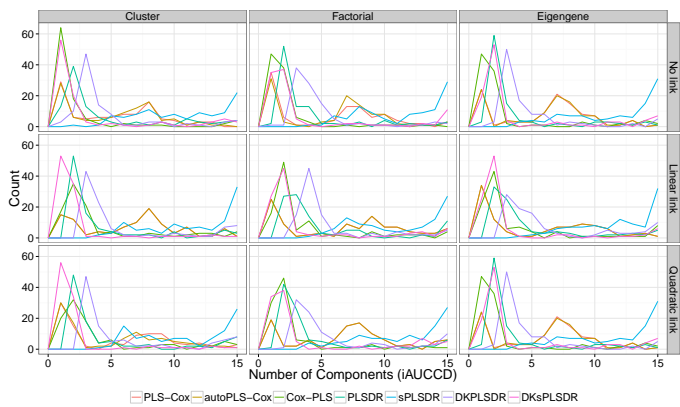 Cluster Factorial Eigengene
60
40
20
0
No link
60
40
20
0
Linear link
Count
60
40
20
0
Quadratic link
0 5 10 15 0 5 10 15 0 5 10 15
Number of Components (iAUCCD)
PLS−Cox autoPLS−Cox Cox−PLS PLSDR sPLSDR DKPLSDR DKsPLSDR